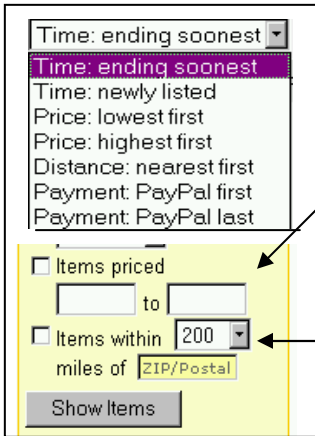 Time: ending soonest
Time: ending soonest
Time: newly listed
Price: lowest first
Price: highest first
Distance: nearest first
Payment: PayPal first
Payment: PayPal last
Items priced
to
Items within 200
miles of ZIP/Postal
Show Items